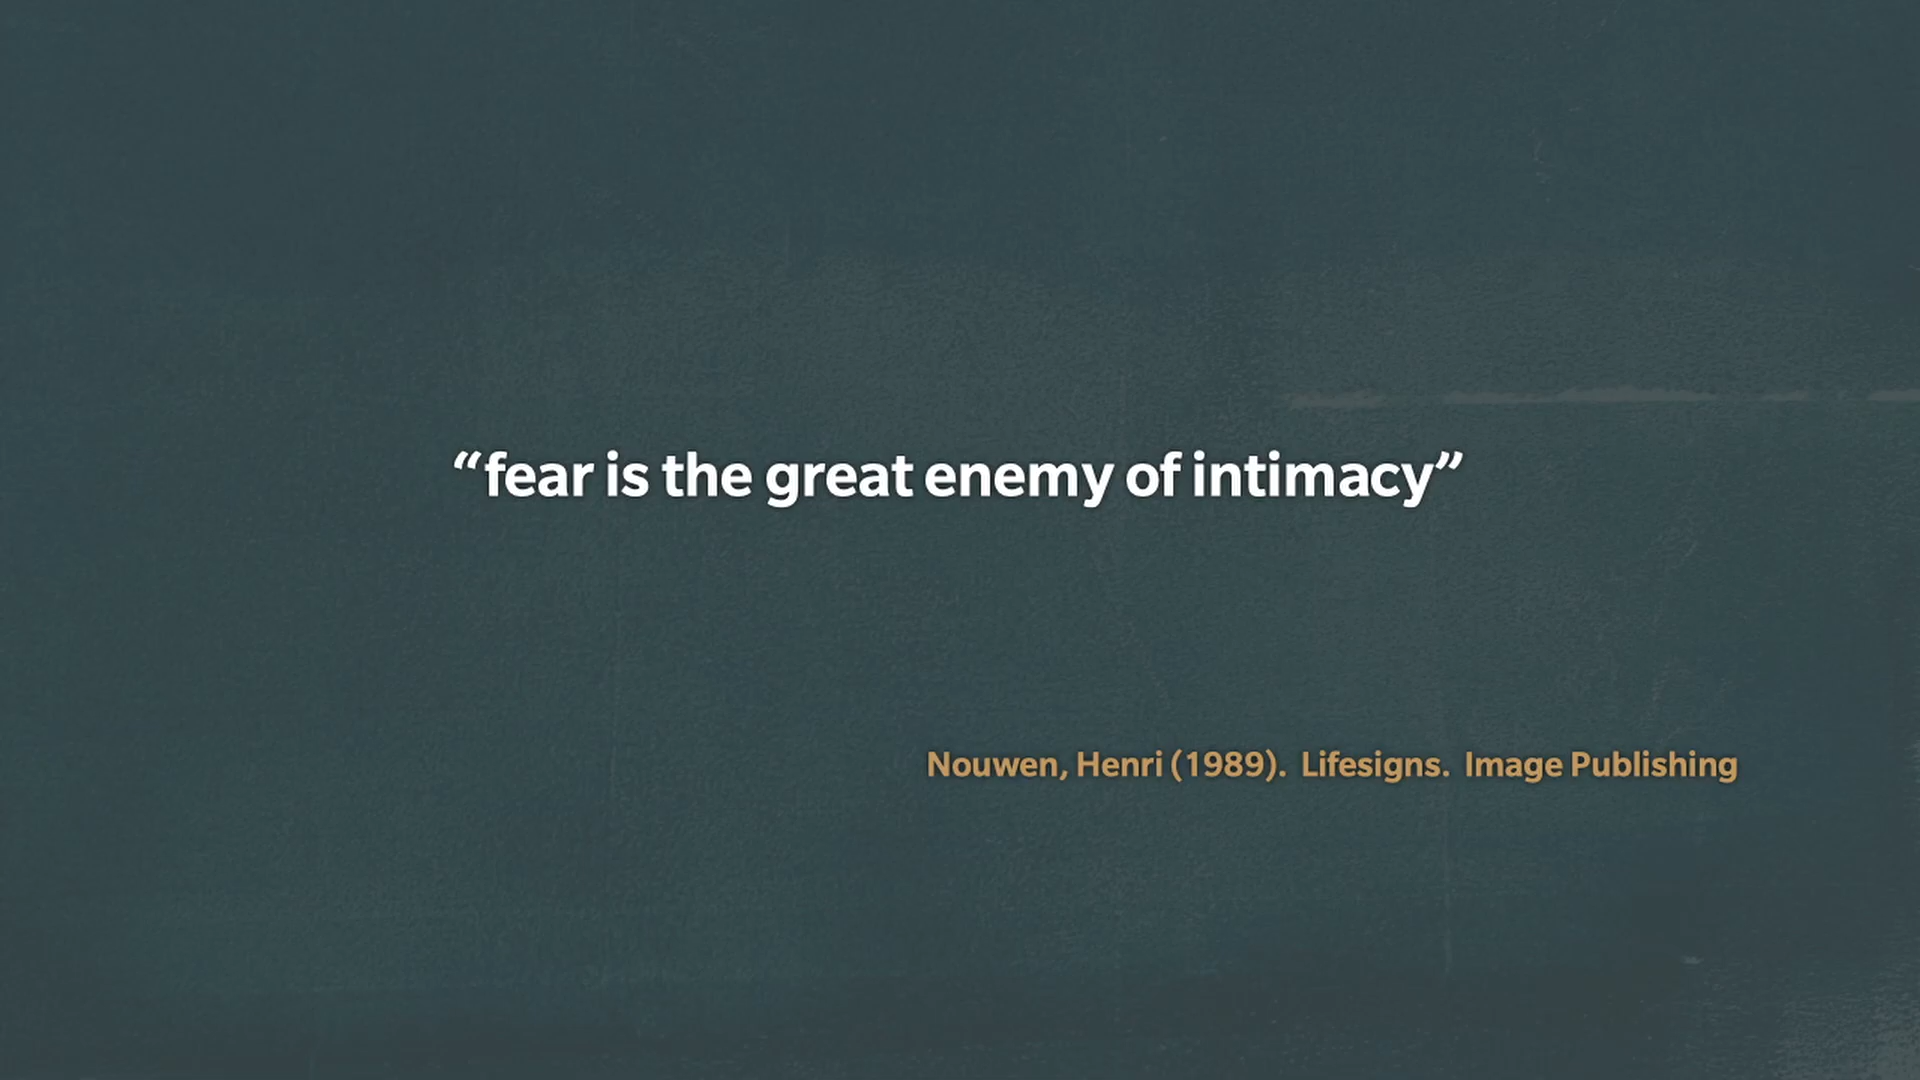 “fear is the great enemy of intimacy”
Nouwen, Henri (1989). Lifesigns. Image Publishing